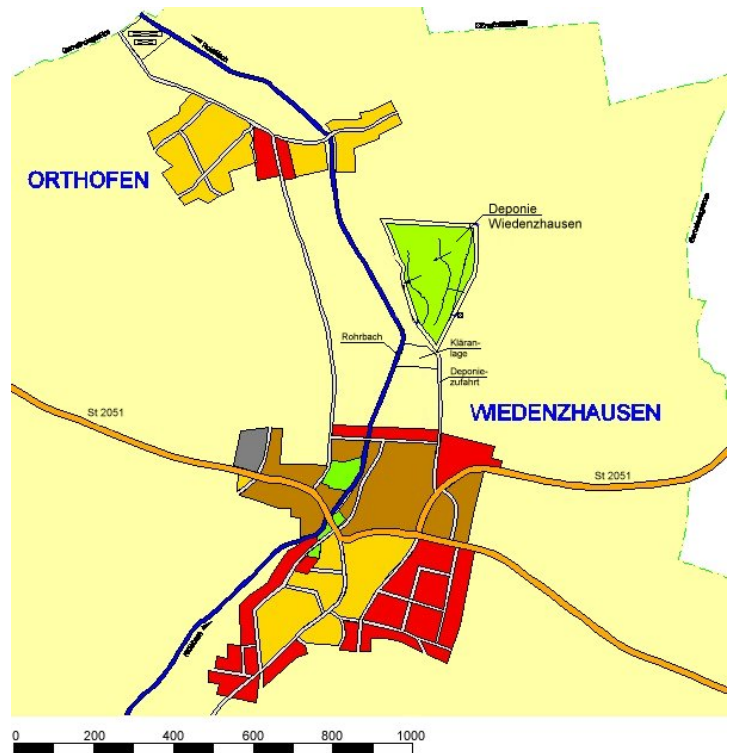 Rohrbach
ORTHOFEN
Deponie
Wiedenzhausen
Rohrbach
Kläran-
lage
Deponie-
zufahrt
WIEDENZHAUSEN
St 2051
St 2051
0 200 400 600 800 1000